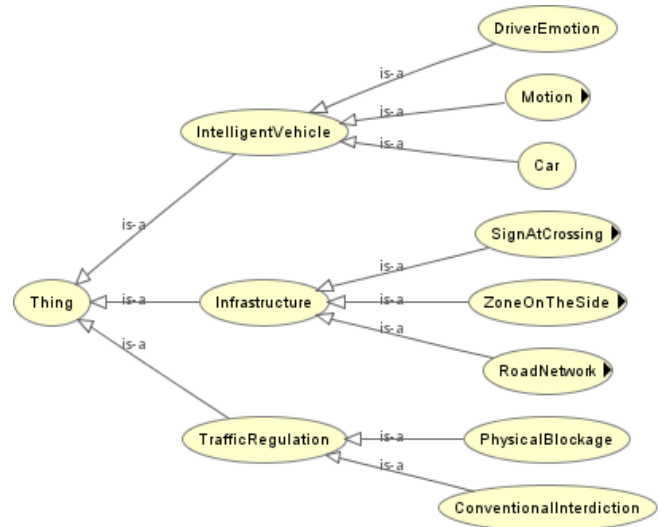 DriverEmotion
is-a
Motion
is-a
IntelligentVehicle
is-a
Car
is-a
SignAtCrossing
is-a
Thing
is-a
Infrastructure
is-a
ZoneOnTheSide
is-a
is-a
RoadNetwork
TrafficRegulation
is-a
PhysicalBlockage
is-a
ConventionalInterdiction